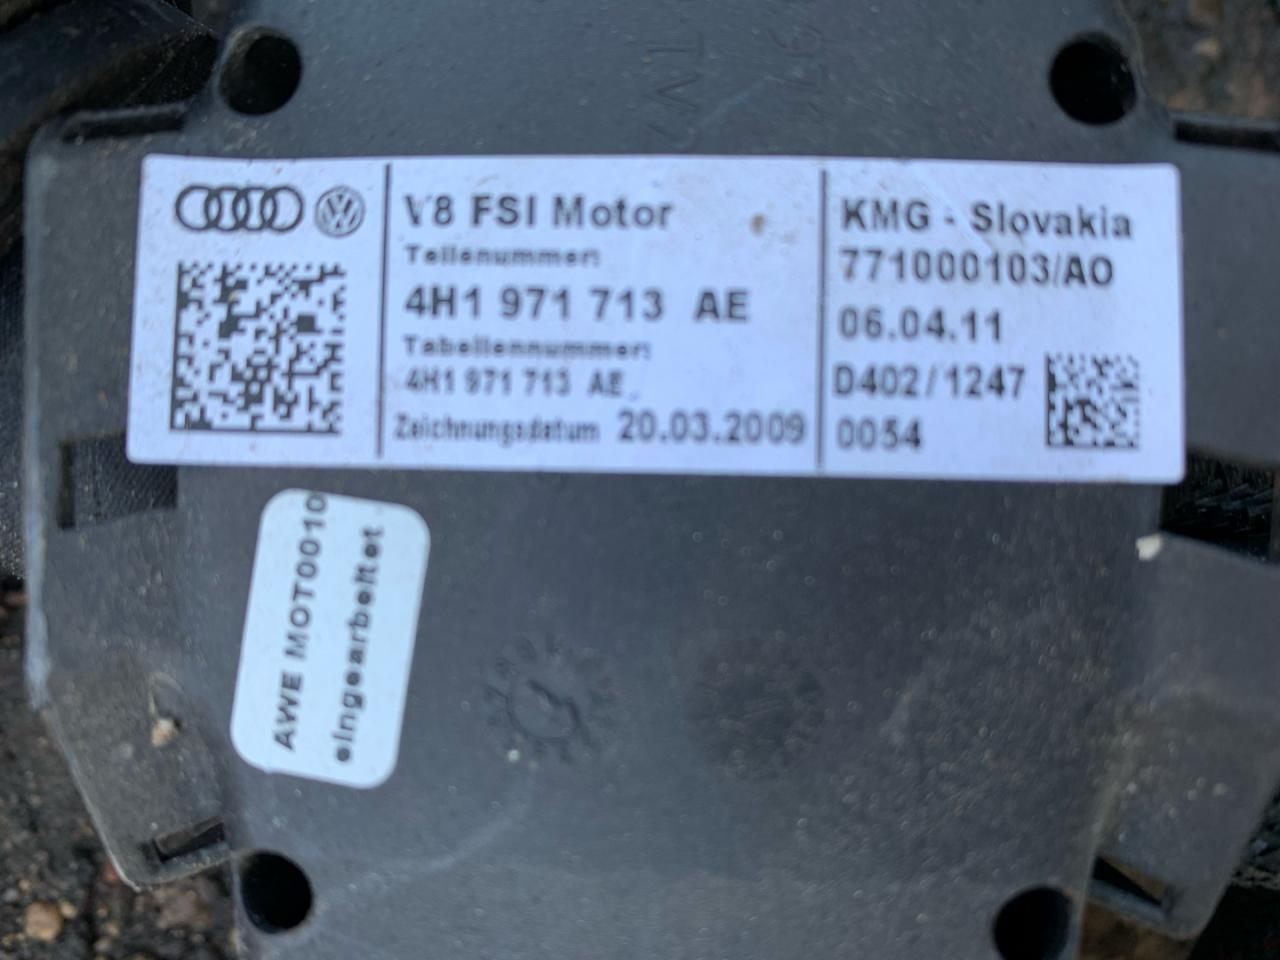 V8 FSI Motor
Teilenummer:
4H1 971 713 AE
Tabellennummer:
4H1 971 713 AE
Zeichnungsdatum 20.03.2009
KMG - Slovakia
771000103/AO
06.04.11
D402/1247
0054
AWE MOT0010
eingearbeitet